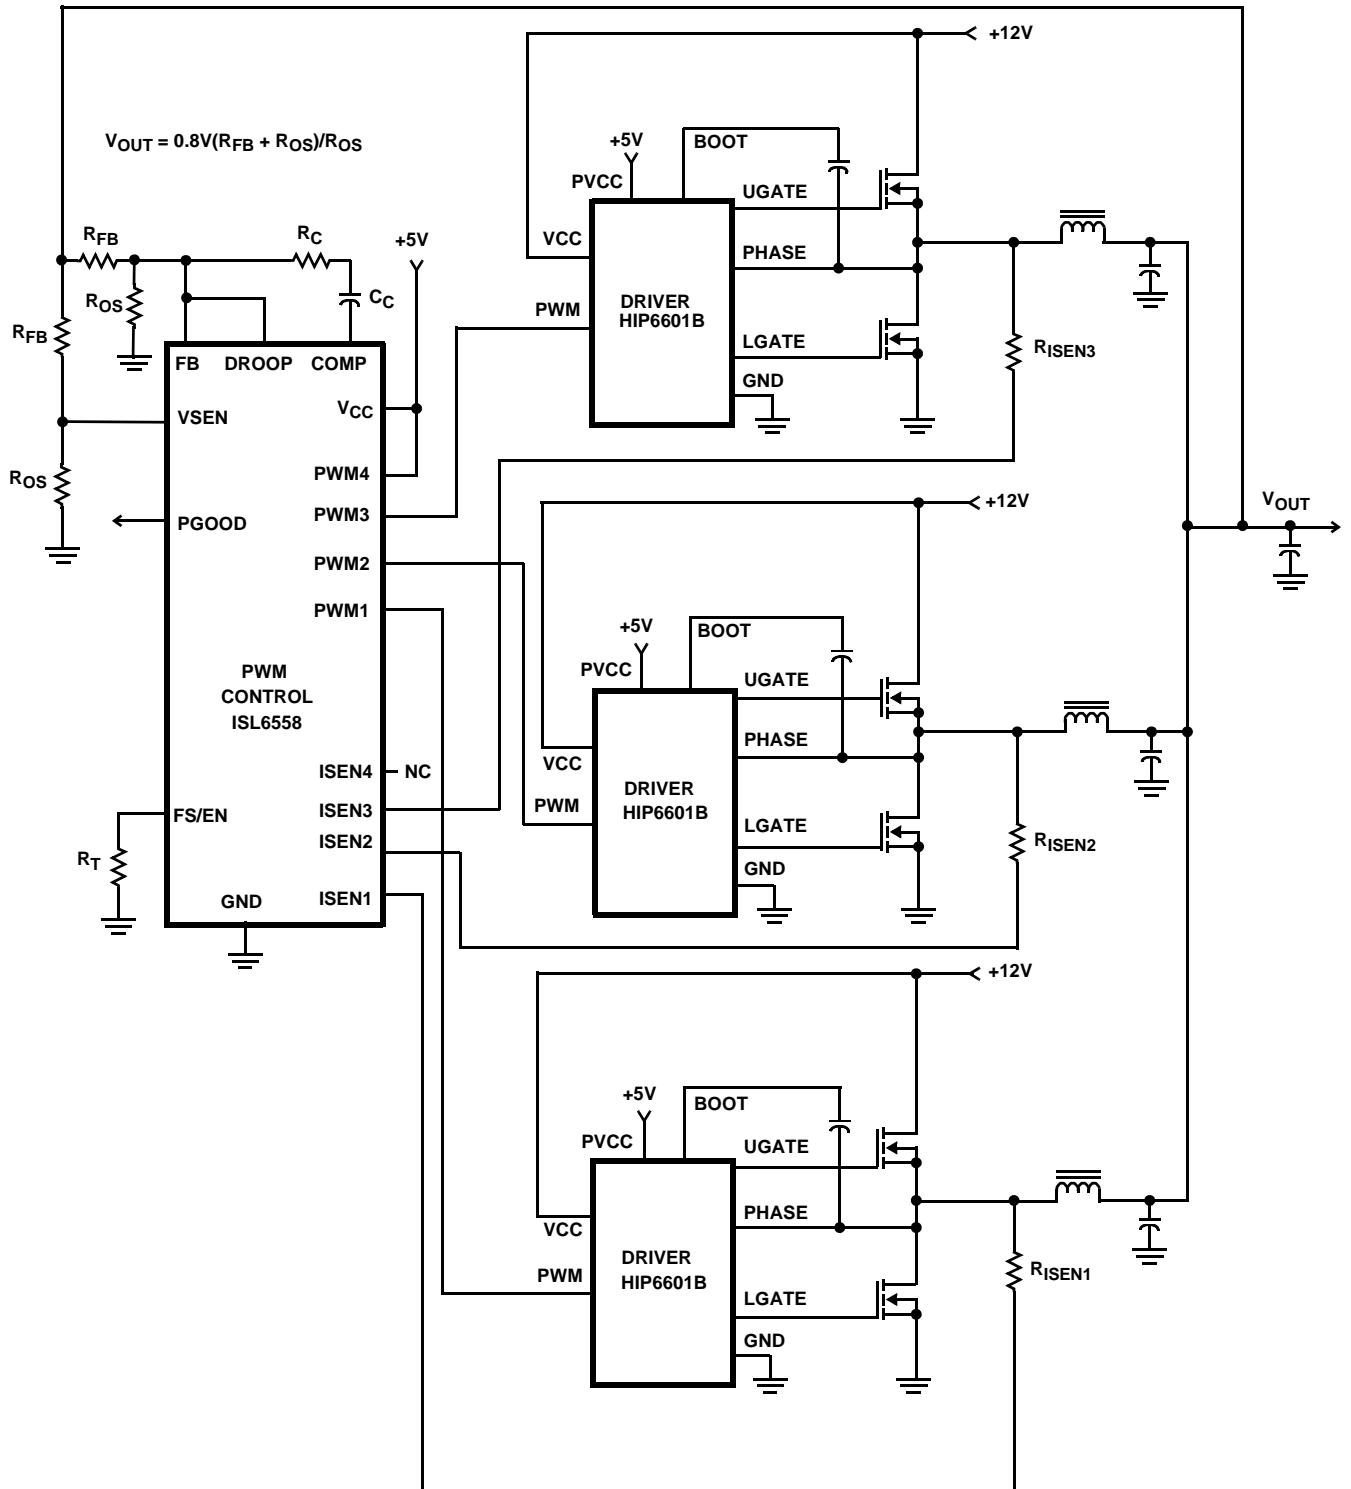 +12V
VOUT = 0.8V(RFB + ROS)/ROS
+5V
BOOT
PVCC
UGATE
RFB
RC
+5V
VCC
PHASE
ROS
CC
PWM
DRIVER
HIP6601B
RFB
LGATE
RISEN3
FB
DROOP
COMP
GND
VCC
VSEN
PWM4
ROS
PWM3
+12V
VOUT
PGOOD
PWM2
PWM1
+5V
BOOT
PVCC
UGATE
PWM
CONTROL
ISL6558
PHASE
VCC
ISEN4
NC
DRIVER
HIP6601B
PWM
ISEN3
FS/EN
LGATE
ISEN2
RISEN2
RT
GND
GND
ISEN1
+12V
+5V
BOOT
PVCC
UGATE
PHASE
VCC
DRIVER
HIP6601B
PWM
RISEN1
LGATE
GND